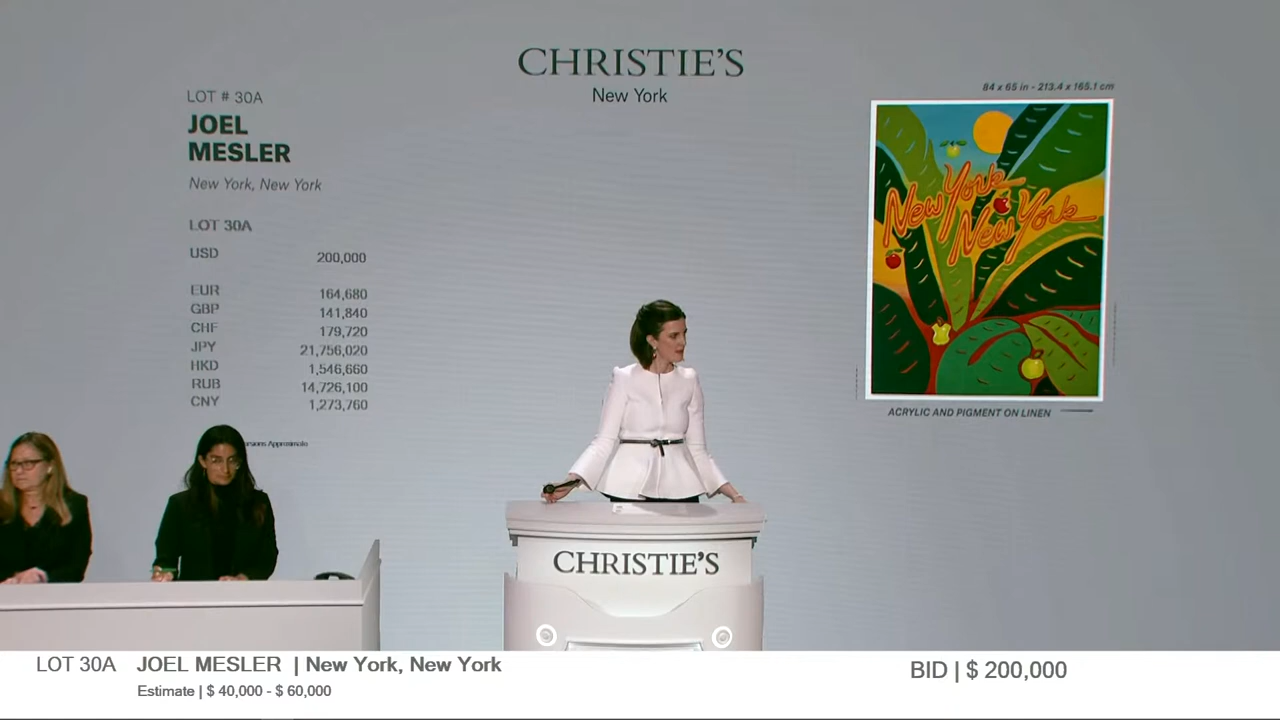 CHRISTIE'S
New York
LOT # 30A
JOEL
MESLER
New York, New York
LOT 30A
USD 200,000
EUR 164,680
GBP 141,840
CHF 179,720
JPY 21,756,020
HKD 1,546,660
RUB 14,726,100
CNY 1,273,760
Approximate
84 x 65 in - 213.4 x 165.1 cm
New York
New York
ACRYLIC AND PIGMENT ON LINEN
CHRISTIE'S
LOT 30A JOEL MESLER | New York, New York
Estimate | $ 40,000 - $ 60,000
BID | $ 200,000